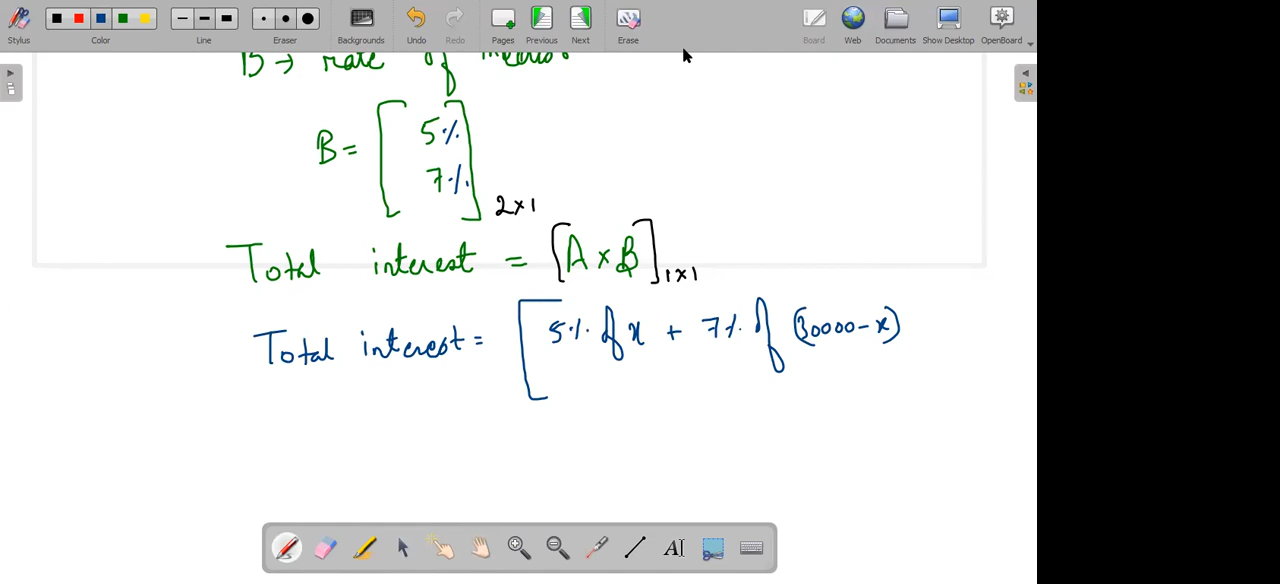 Stylus
Color
Line
Eraser
Backgrounds
Undo
Redo
Pages
Previous
Next
Erase
Board
Web
Documents
Show Desktop
OpenBoard
B → rate of
B = [ 5%
7% ] 2×1
Total interest = [A × B] 1×1
Total interest = [ 5% of x + 7% of (30000 - x)